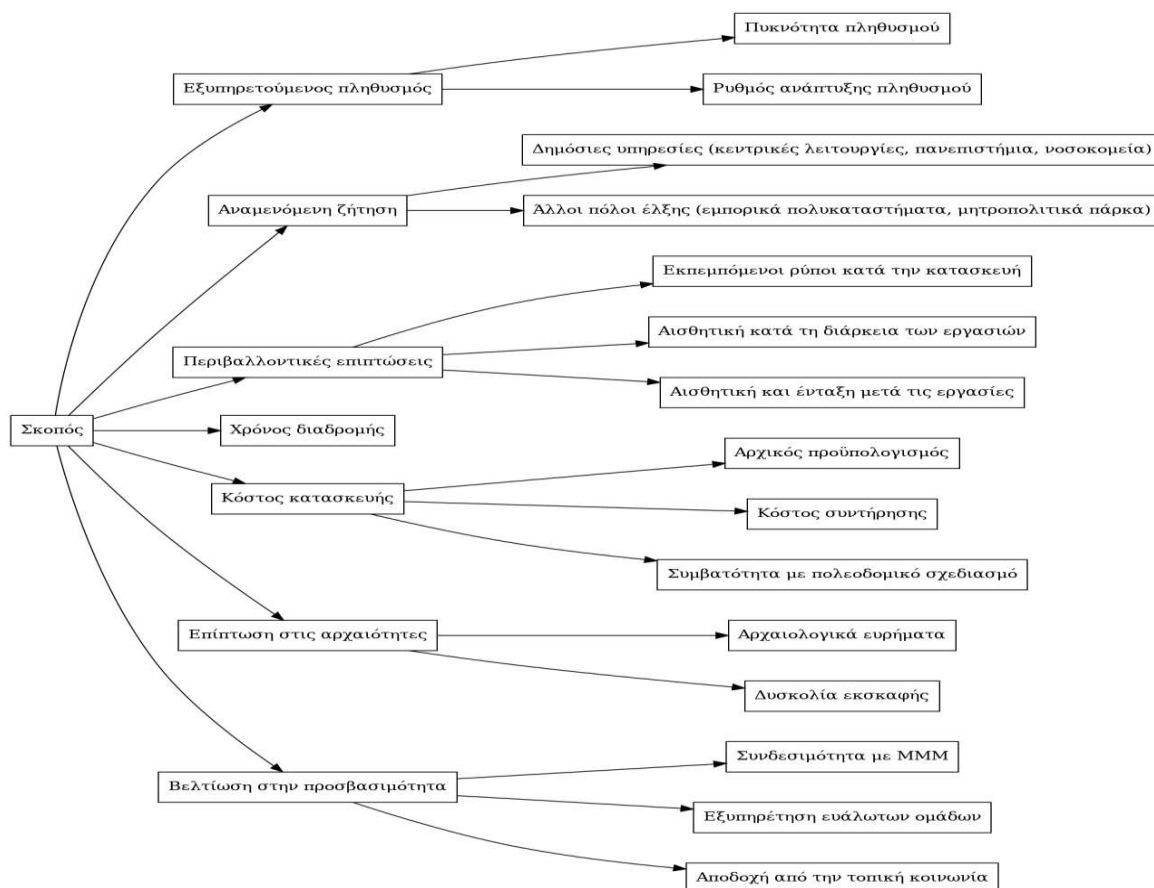 Πυκνότητα πληθυσμού
Εξυπηρετούμενος πληθυσμός
Ρυθμός ανάπτυξης πληθυσμού
Δημόσιες υπηρεσίες (κεντρικές λειτουργίες, πανεπιστήμια, νοσοκομεία)
Αναμενόμενη ζήτηση
Άλλοι πόλοι έλξης (εμπορικά πολυκαταστήματα, μητροπολιτικά πάρκα)
Εκπεμπόμενοι ρύποι κατά την κατασκευή
Αισθητική κατά τη διάρκεια των εργασιών
Περιβαλλοντικές επιπτώσεις
Αισθητική και ένταξη μετά τις εργασίες
Σκοπός
Χρόνος διαδρομής
Αρχικός προϋπολογισμός
Κόστος κατασκευής
Κόστος συντήρησης
Συμβατότητα με πολεοδομικό σχεδιασμό
Επίπτωση στις αρχαιότητες
Αρχαιολογικά ευρήματα
Δυσκολία εκσκαφής
Συνδεσιμότητα με ΜΜΜ
Βελτίωση στην προσβασιμότητα
Εξυπηρέτηση ευάλωτων ομάδων
Αποδοχή από την τοπική κοινωνία